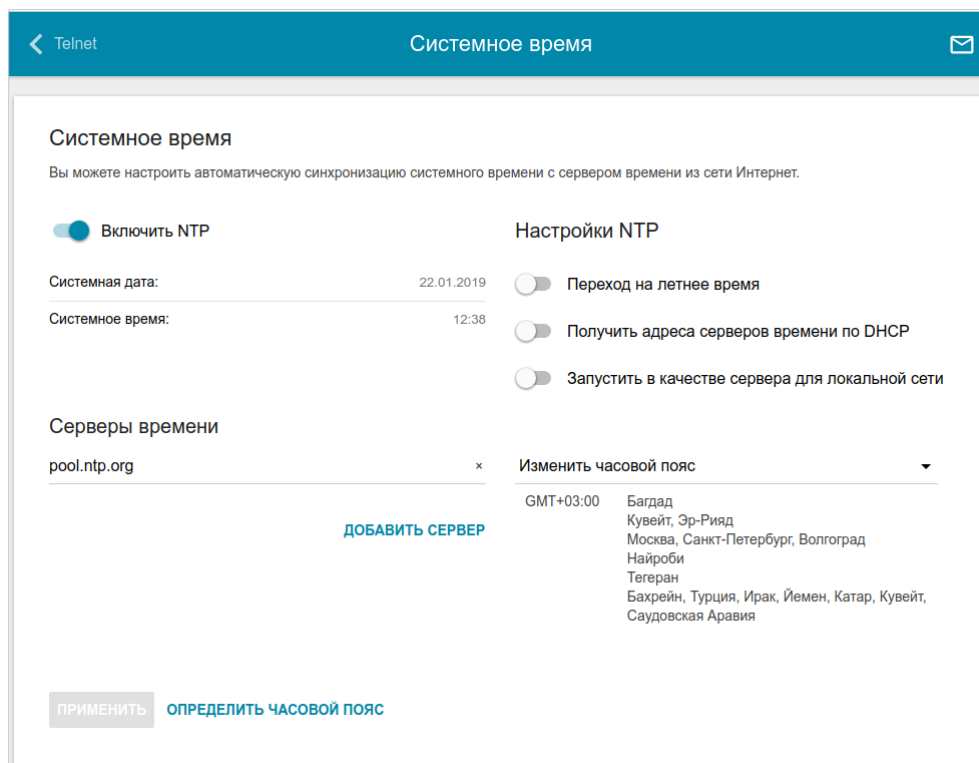 Telnet
Системное время
Системное время
Вы можете настроить автоматическую синхронизацию системного времени с сервером времени из сети Интернет.
Включить NTP
Системная дата: 22.01.2019
Системное время: 12:38
Настройки NTP
Переход на летнее время
Получить адреса серверов времени по DHCP
Запустить в качестве сервера для локальной сети
Серверы времени
pool.ntp.org ×
ДОБАВИТЬ СЕРВЕР
Изменить часовой пояс
GMT+03:00 Багдад
Кувейт, Эр-Рияд
Москва, Санкт-Петербург, Волгоград
Найроби
Тегеран
Бахрейн, Турция, Ирак, Йемен, Катар, Кувейт,
Саудовская Аравия
ПРИМЕНИТЬ ОПРЕДЕЛИТЬ ЧАСОВОЙ ПОЯС